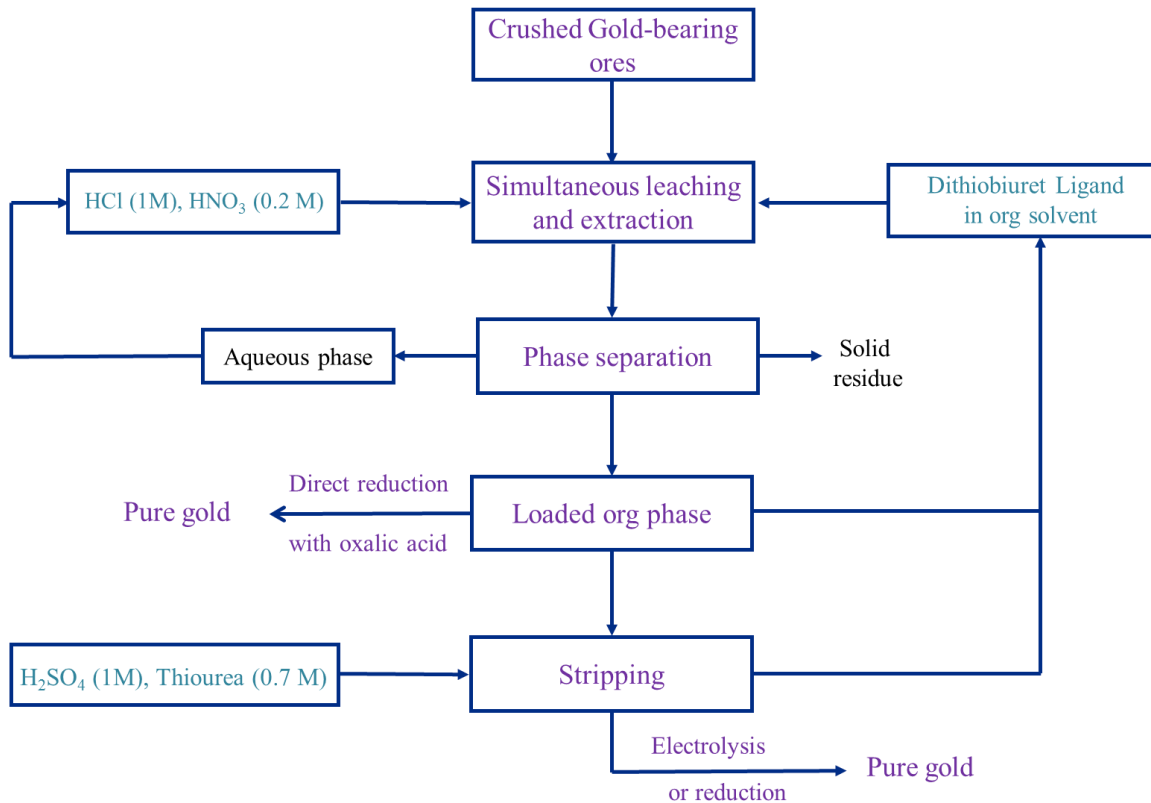 Crushed Gold-bearing
ores
HCl (1M), HNO₃ (0.2 M)
Simultaneous leaching
and extraction
Dithiobiuret Ligand
in org solvent
Aqueous phase
Phase separation
Solid
residue
Pure gold
Direct reduction
with oxalic acid
Loaded org phase
H₂SO₄ (1M), Thiourea (0.7 M)
Stripping
Electrolysis
or reduction
Pure gold